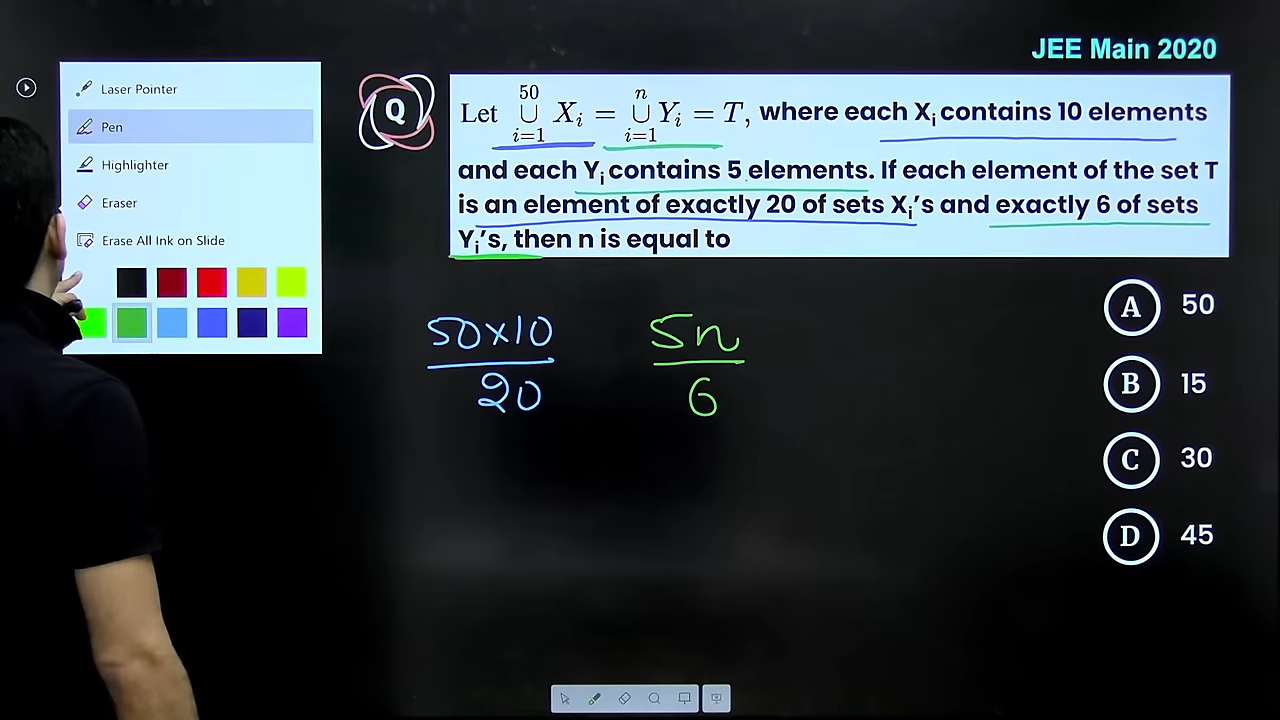 JEE Main 2020
Laser Pointer
Pen
Highlighter
Eraser
Erase All Ink on Slide
Q
Let \bigcup_{i=1}^{50} X_i = \bigcup_{i=1}^{n} Y_i = T, where each X_i contains 10 elements
and each Y_i contains 5 elements. If each element of the set T
is an element of exactly 20 of sets X_i's and exactly 6 of sets
Y_i's, then n is equal to
50×10
20
5n
6
A 50
B 15
C 30
D 45